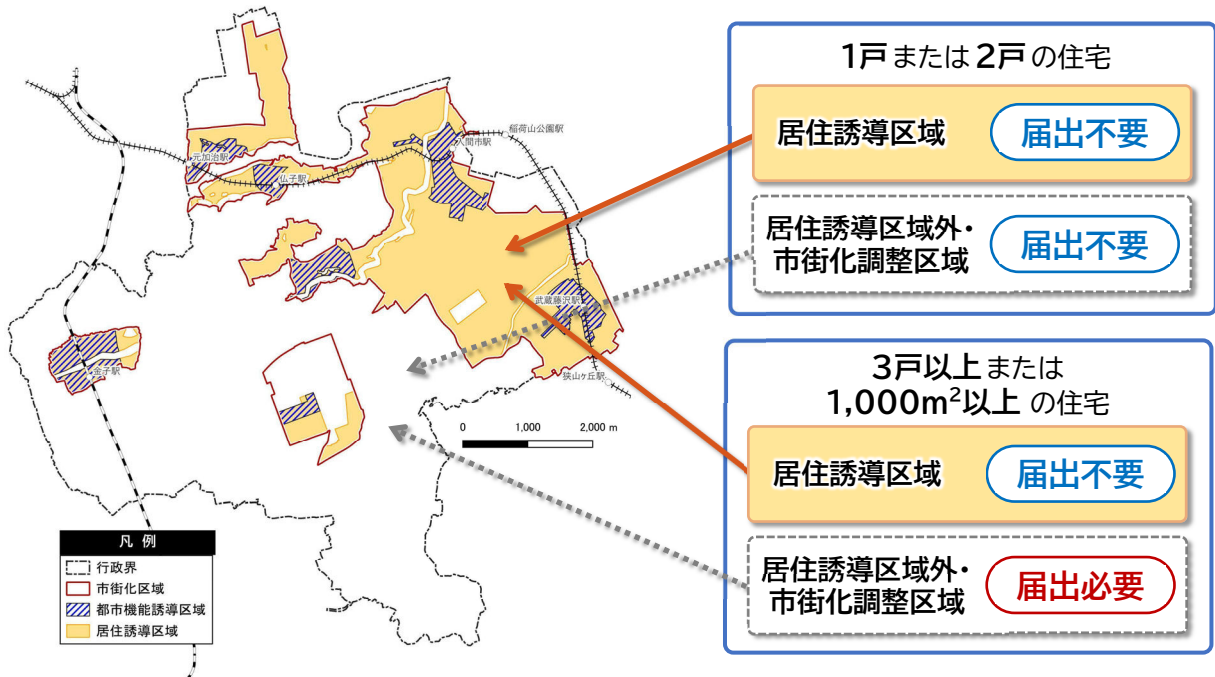 稲荷山公園駅
入間市駅
元加治駅
仏子駅
武蔵藤沢駅
狭山ヶ丘駅
金子駅
0 1,000 2,000 m
凡 例
行政界
市街化区域
都市機能誘導区域
居住誘導区域
1戸 または 2戸 の住宅
居住誘導区域 届出不要
居住誘導区域外・
市街化調整区域
届出不要
3戸以上 または
1,000m²以上 の住宅
居住誘導区域 届出不要
居住誘導区域外・
市街化調整区域
届出必要